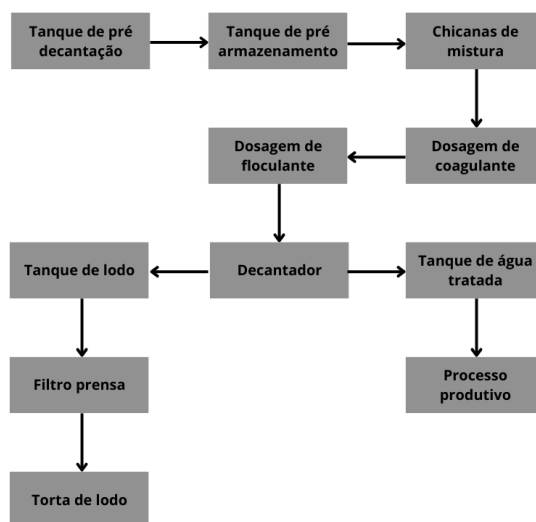 Tanque de pré
decantação
Tanque de pré
armazenamento
Chicanas de
mistura
Dosagem de
floculante
Dosagem de
coagulante
Tanque de lodo
Decantador
Tanque de água
tratada
Filtro prensa
Processo
produtivo
Torta de lodo